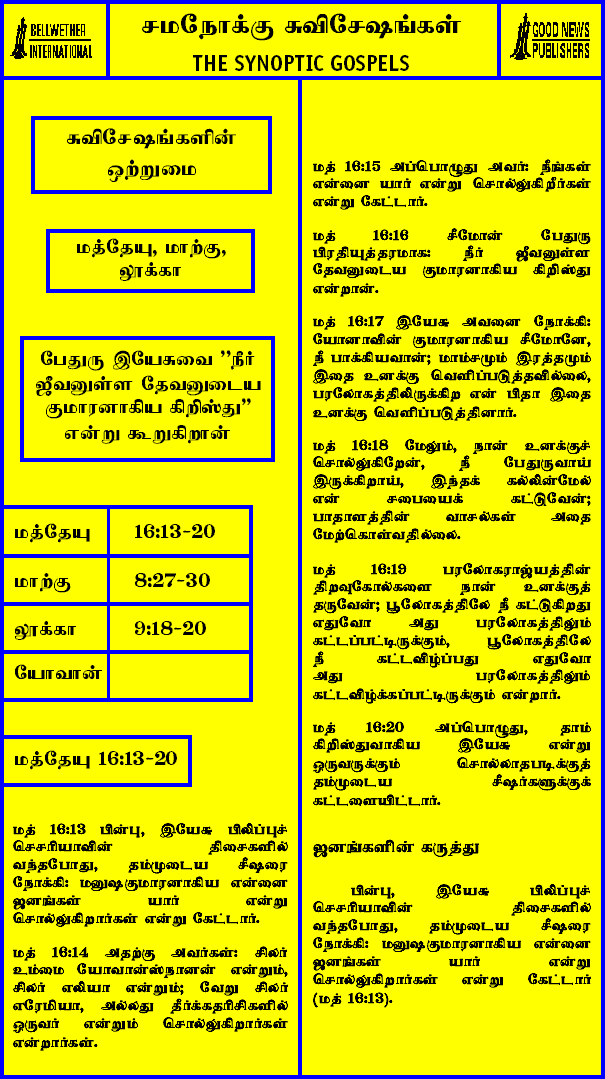 BELLWETHER
INTERNATIONAL
சமநோக்கு சுவிசேஷங்கள்
THE SYNOPTIC GOSPELS
GOOD NEWS
PUBLISHERS
சுவிசேஷங்களின்
ஒற்றுமை
மத்தேயு, மாற்கு,
லூக்கா
பேதுரு இயேசுவை "நீர்
ஜீவனுள்ள தேவனுடைய
குமாரனாகிய கிறிஸ்து"
என்று கூறுகிறான்
மத்தேயு 16:13-20
மாற்கு 8:27-30
லூக்கா 9:18-20
யோவான்
மத்தேயு 16:13-20
மத் 16:13 பின்பு, இயேசு பிலிப்புச்
செசரியாவின் திசைகளில்
வந்தபோது, தம்முடைய சீஷரை
நோக்கி: மனுஷகுமாரனாகிய என்னை
ஜனங்கள் யார் என்று
சொல்லுகிறார்கள் என்று கேட்டார்.
மத் 16:14 அதற்கு அவர்கள்: சிலர்
உம்மை யோவான்ஸ்நானன் என்றும்,
சிலர் எலியா என்றும்; வேறு சிலர்
எரேமியா, அல்லது தீர்க்கதரிசிகளில்
ஒருவர் என்றும் சொல்லுகிறார்கள்
என்றார்கள்.
மத் 16:15 அப்பொழுது அவர்: நீங்கள்
என்னை யார் என்று சொல்லுகிறீர்கள்
என்று கேட்டார்.
மத் 16:16 சீமோன் பேதுரு
பிரதியுத்தரமாக: நீர் ஜீவனுள்ள
தேவனுடைய குமாரனாகிய கிறிஸ்து
என்றான்.
மத் 16:17 இயேசு அவனை நோக்கி:
யோனாவின் குமாரனாகிய சீமோனே,
நீ பாக்கியவான்; மாம்சமும் இரத்தமும்
இதை உனக்கு வெளிப்படுத்தவில்லை,
பரலோகத்திலிருக்கிற என் பிதா இதை
உனக்கு வெளிப்படுத்தினார்.
மத் 16:18 மேலும், நான் உனக்குச்
சொல்லுகிறேன், நீ பேதுருவாய்
இருக்கிறாய், இந்தக் கல்லின்மேல்
என் சபையைக் கட்டுவேன்;
பாதாளத்தின் வாசல்கள் அதை
மேற்கொள்வதில்லை.
மத் 16:19 பரலோகராஜ்யத்தின்
திறவுகோல்களை நான் உனக்குத்
தருவேன்; பூலோகத்திலே நீ கட்டுகிறது
எதுவோ அது பரலோகத்திலும்
கட்டப்பட்டிருக்கும், பூலோகத்திலே
நீ கட்டவிழ்ப்பது எதுவோ
அது பரலோகத்திலும்
கட்டவிழ்க்கப்பட்டிருக்கும் என்றார்.
மத் 16:20 அப்பொழுது, தாம்
கிறிஸ்துவாகிய இயேசு என்று
ஒருவருக்கும் சொல்லாதபடிக்குத்
தம்முடைய சீஷர்களுக்குக்
கட்டளையிட்டார்.
ஜனங்களின் கருத்து
பின்பு, இயேசு பிலிப்புச்
செசரியாவின் திசைகளில்
வந்தபோது, தம்முடைய சீஷரை
நோக்கி: மனுஷகுமாரனாகிய என்னை
ஜனங்கள் யார் என்று
சொல்லுகிறார்கள் என்று கேட்டார்
(மத் 16:13).